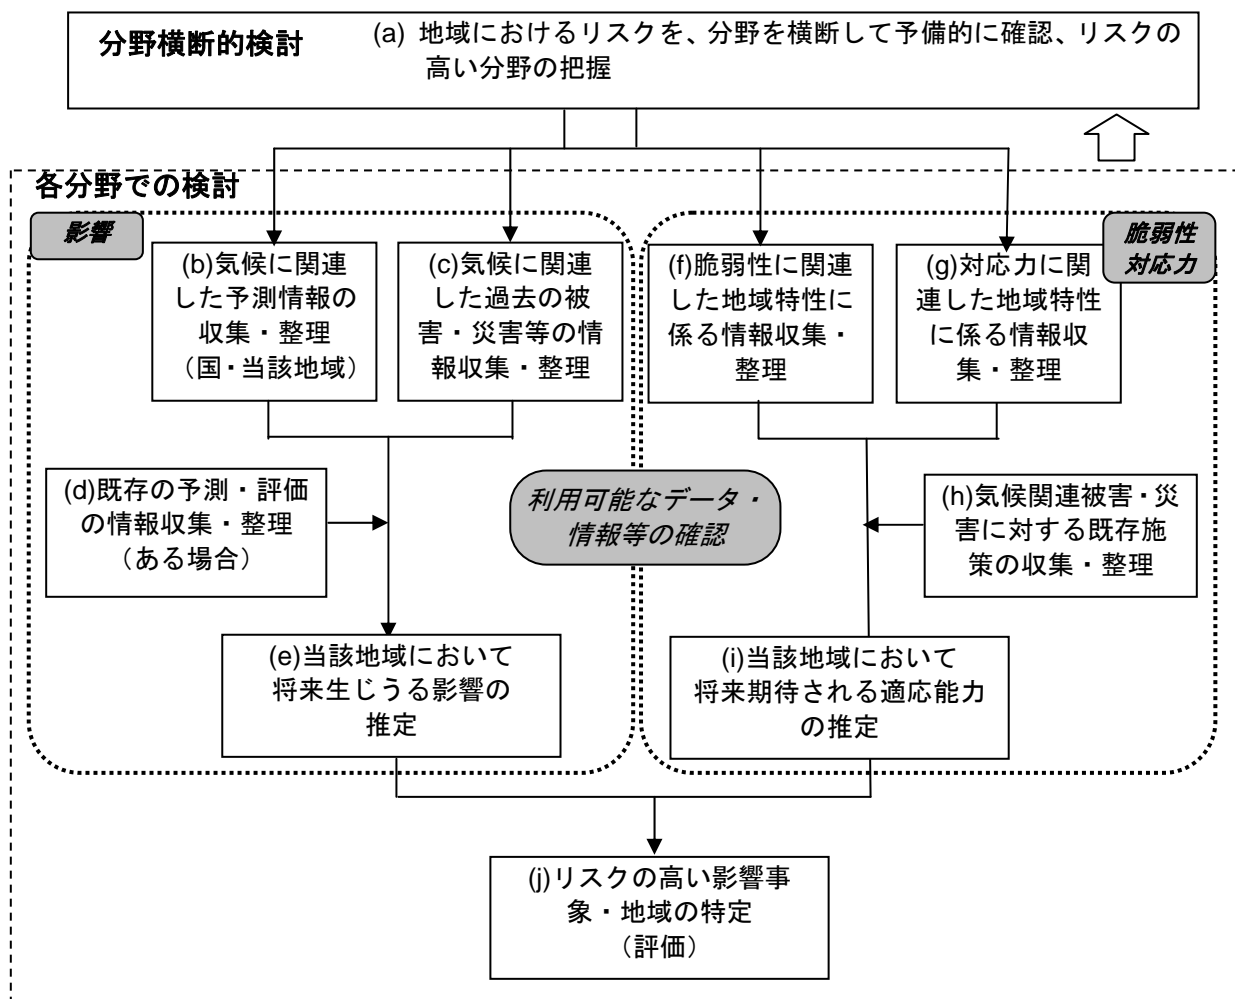 分野横断的検討
(a) 地域におけるリスクを、分野を横断して予備的に確認、リスクの
高い分野の把握
各分野での検討
影響
脆弱性
対応力
(b)気候に関連
した予測情報の
収集・整理
（国・当該地域）
(c)気候に関連
した過去の被
害・災害等の情
報収集・整理
(f)脆弱性に関連
した地域特性に
係る情報収集・
整理
(g)対応力に関
連した地域特性
に係る情報収
集・整理
(d)既存の予測・評価
の情報収集・整理
（ある場合）
利用可能なデータ・
情報等の確認
(h)気候関連被害・災
害に対する既存施
策の収集・整理
(e)当該地域において
将来生じうる影響の
推定
(i)当該地域において
将来期待される適応能力
の推定
(j)リスクの高い影響事
象・地域の特定
（評価）